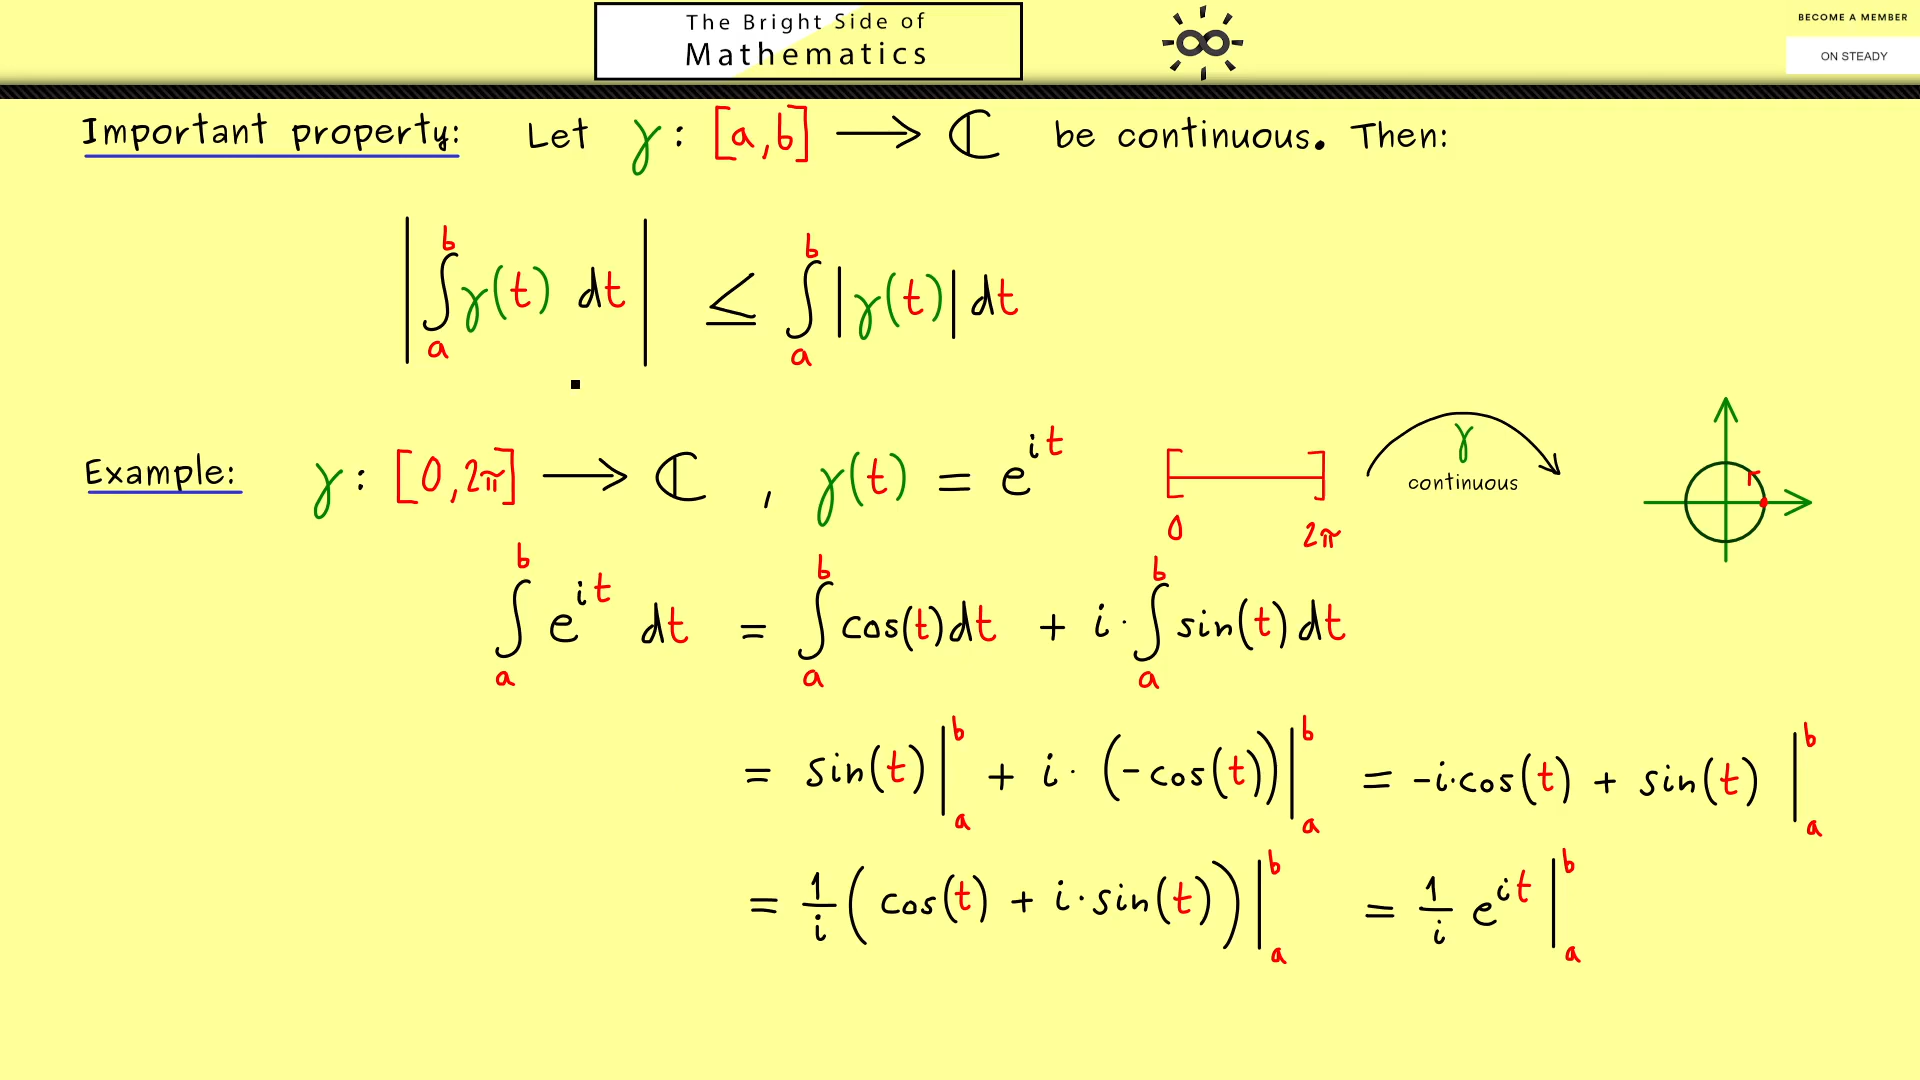 The Bright Side of
Mathematics
BECOME A MEMBER
ON STEADY
Important property: Let γ : [a,b] ⟶ ℂ be continuous. Then:
| ∫_a^b γ(t) dt | ≤ ∫_a^b |γ(t)| dt
Example: γ : [0,2π] ⟶ ℂ , γ(t) = e^{it}
0 2π
γ
continuous
∫_a^b e^{it} dt = ∫_a^b cos(t)dt + i · ∫_a^b sin(t)dt
= sin(t) |_a^b + i · (-cos(t)) |_a^b = -i·cos(t) + sin(t) |_a^b
= 1/i ( cos(t) + i·sin(t) ) |_a^b = 1/i e^{it} |_a^b